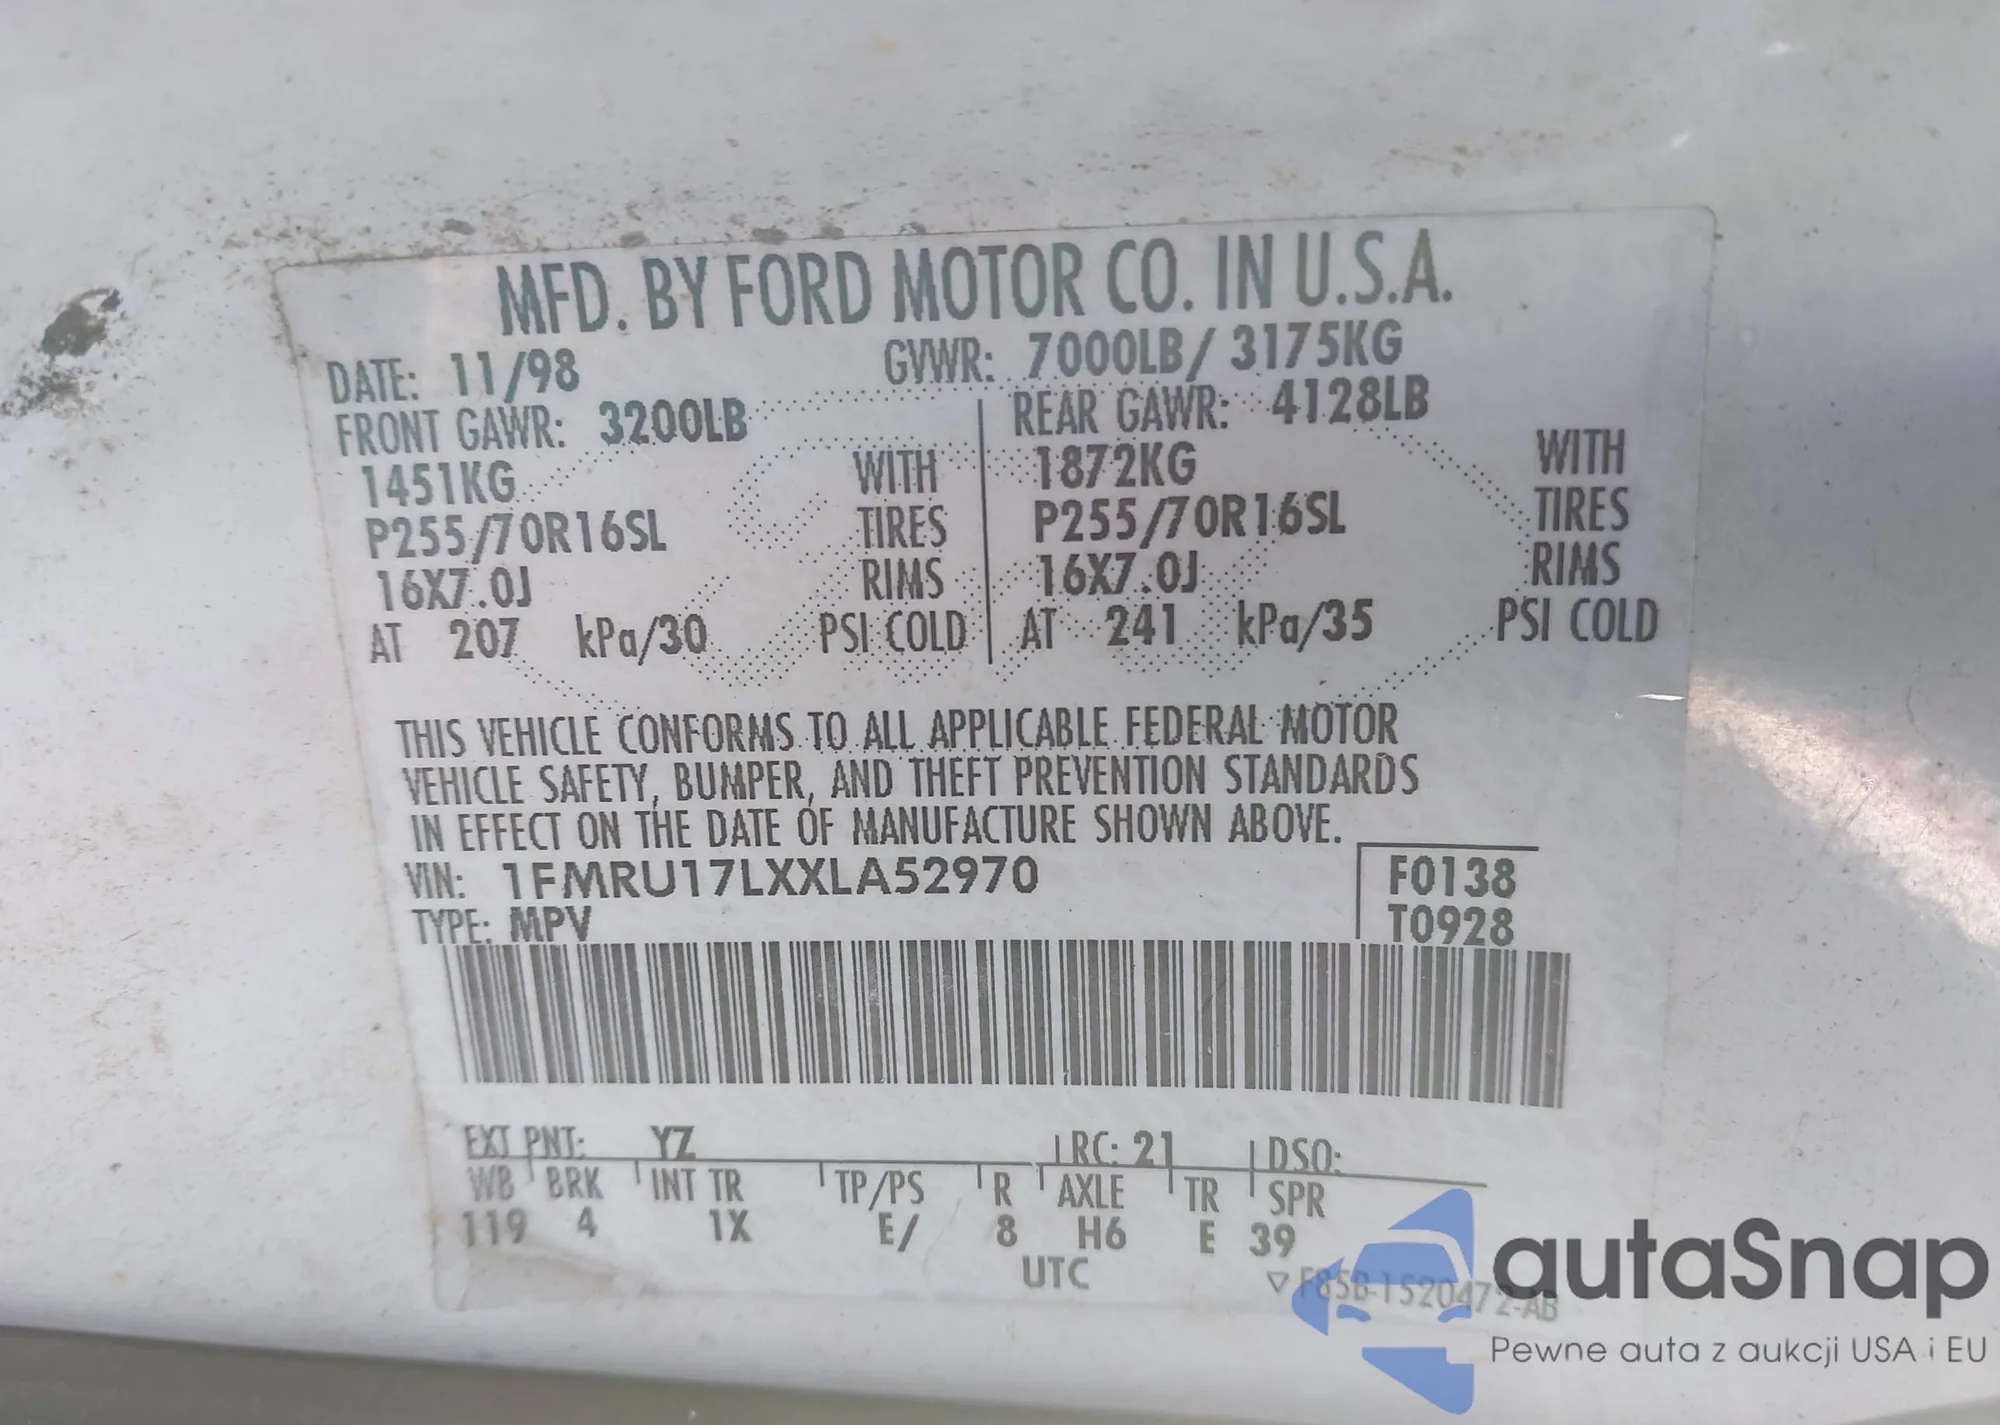 MFD. BY FORD MOTOR CO. IN U.S.A.
DATE: 11/98 GVWR: 7000LB/ 3175KG
FRONT GAWR: 3200LB REAR GAWR: 4128LB
1451KG WITH 1872KG WITH
P255/70R16SL TIRES P255/70R16SL TIRES
16X7.0J RIMS 16X7.0J RIMS
AT 207 kPa/30 PSI COLD AT 241 kPa/35 PSI COLD
THIS VEHICLE CONFORMS TO ALL APPLICABLE FEDERAL MOTOR
VEHICLE SAFETY, BUMPER, AND THEFT PREVENTION STANDARDS
IN EFFECT ON THE DATE OF MANUFACTURE SHOWN ABOVE.
VIN: 1FMRU17LXXLA52970 F0138
TYPE: MPV T0928
EXT PNT: YZ RC: 21 DSO:
WB BRK INT TR TP/PS R AXLE TR SPR
119 4 1X E/ 8 H6 E 39
UTC
▽ F85B-1520472-AB
autoSnap
Pewne auta z aukcji USA i EU